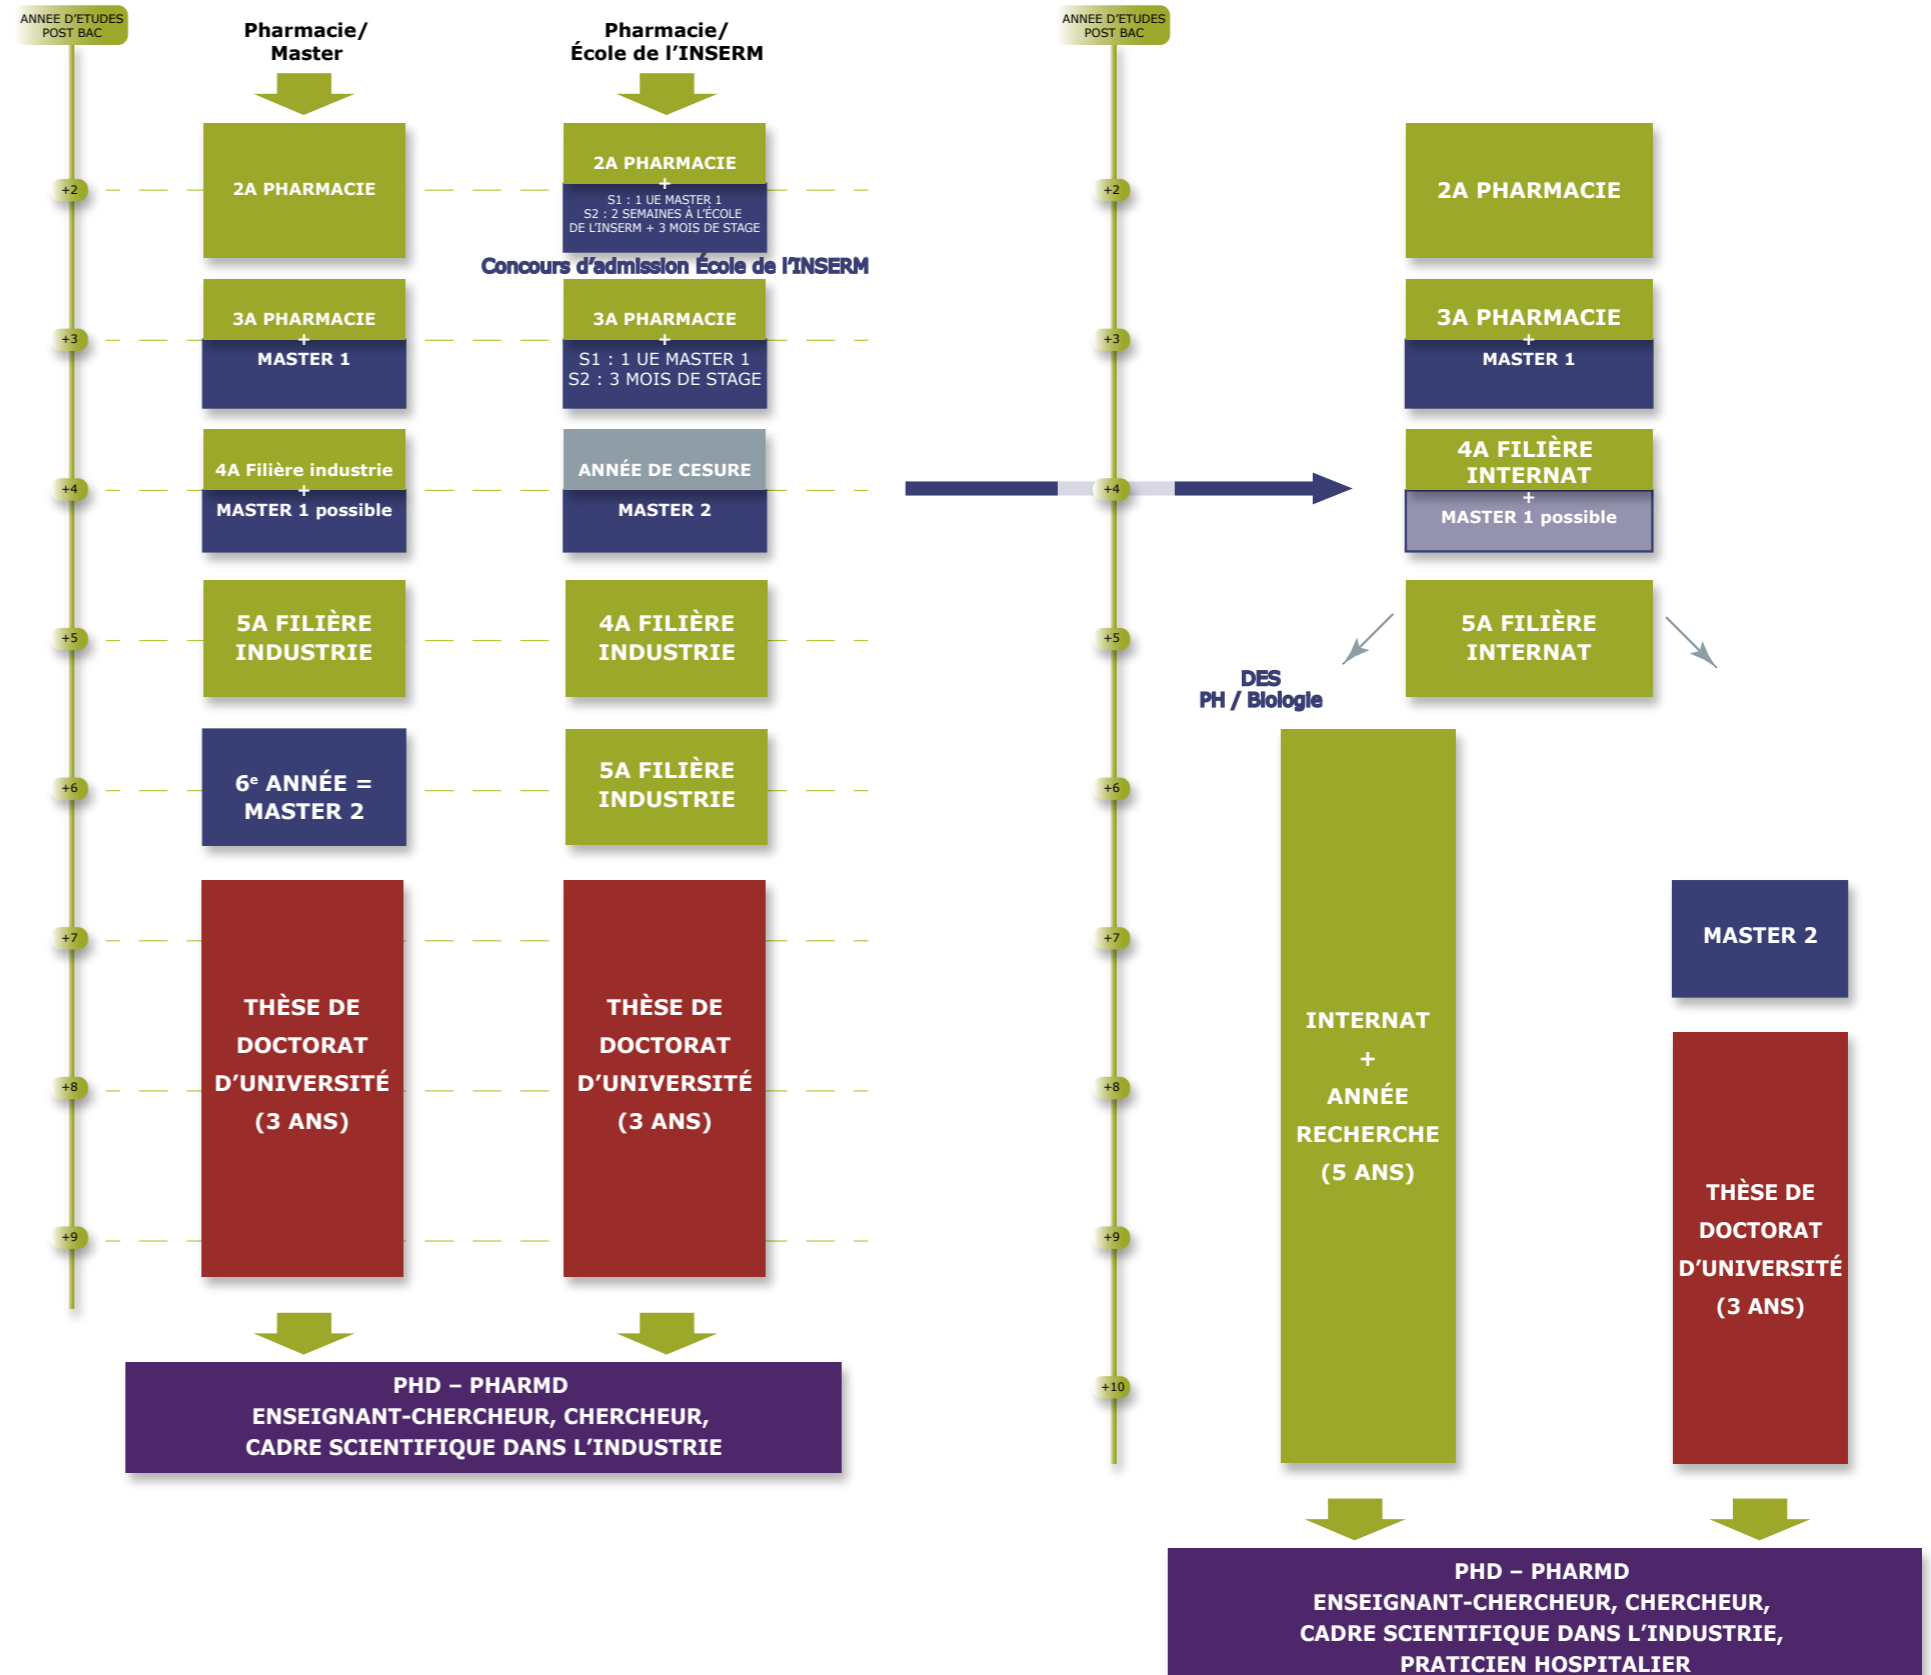 ANNEE D'ETUDES
POST BAC
Pharmacie/
Master
Pharmacie/
École de l'INSERM
+2
2A PHARMACIE
2A PHARMACIE
+
S1 : 1 UE MASTER 1
S2 : 2 SEMAINES À L'ÉCOLE
DE L'INSERM + 3 MOIS DE STAGE
Concours d'admission École de l'INSERM
+3
3A PHARMACIE
+
MASTER 1
3A PHARMACIE
+
S1 : 1 UE MASTER 1
S2 : 3 MOIS DE STAGE
+4
4A Filière industrie
+
MASTER 1 possible
ANNÉE DE CESURE
MASTER 2
+5
5A FILIÈRE
INDUSTRIE
4A FILIÈRE
INDUSTRIE
+6
6e ANNÉE =
MASTER 2
5A FILIÈRE
INDUSTRIE
+7
+8
+9
THÈSE DE
DOCTORAT
D'UNIVERSITÉ
(3 ANS)
THÈSE DE
DOCTORAT
D'UNIVERSITÉ
(3 ANS)
PHD – PHARMD
ENSEIGNANT-CHERCHEUR, CHERCHEUR,
CADRE SCIENTIFIQUE DANS L'INDUSTRIE
ANNEE D'ETUDES
POST BAC
+2
2A PHARMACIE
+3
3A PHARMACIE
+
MASTER 1
+4
4A FILIÈRE
INTERNAT
+
MASTER 1 possible
+5
5A FILIÈRE
INTERNAT
DES
PH / Biologie
+6
+7
+8
+9
+10
INTERNAT
+
ANNÉE
RECHERCHE
(5 ANS)
MASTER 2
THÈSE DE
DOCTORAT
D'UNIVERSITÉ
(3 ANS)
PHD – PHARMD
ENSEIGNANT-CHERCHEUR, CHERCHEUR,
CADRE SCIENTIFIQUE DANS L'INDUSTRIE,
PRATICIEN HOSPITALIER